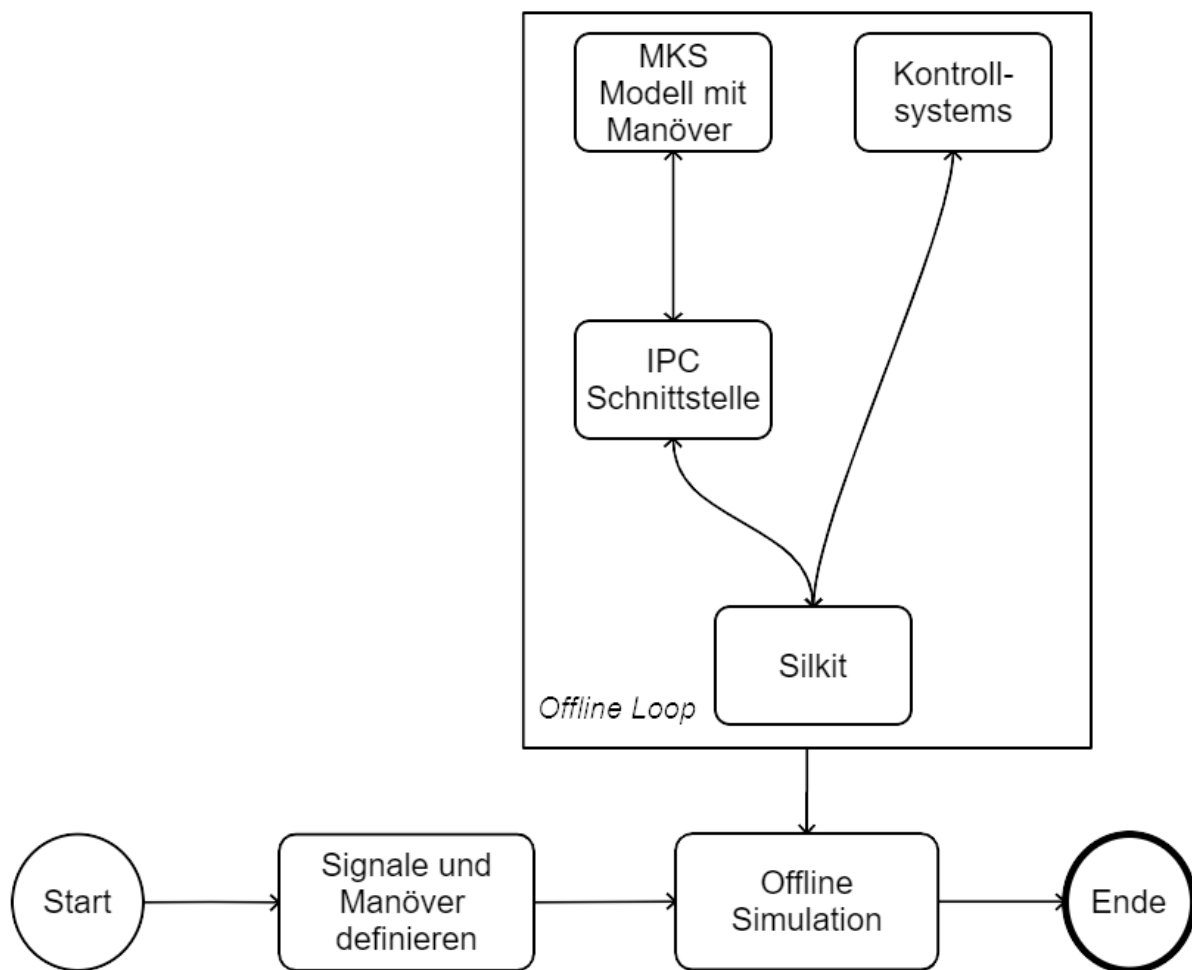 MKS
Modell mit
Manöver
Kontroll-
systems
IPC
Schnittstelle
Silkit
Offline Loop
Start
Signale und
Manöver
definieren
Offline
Simulation
Ende